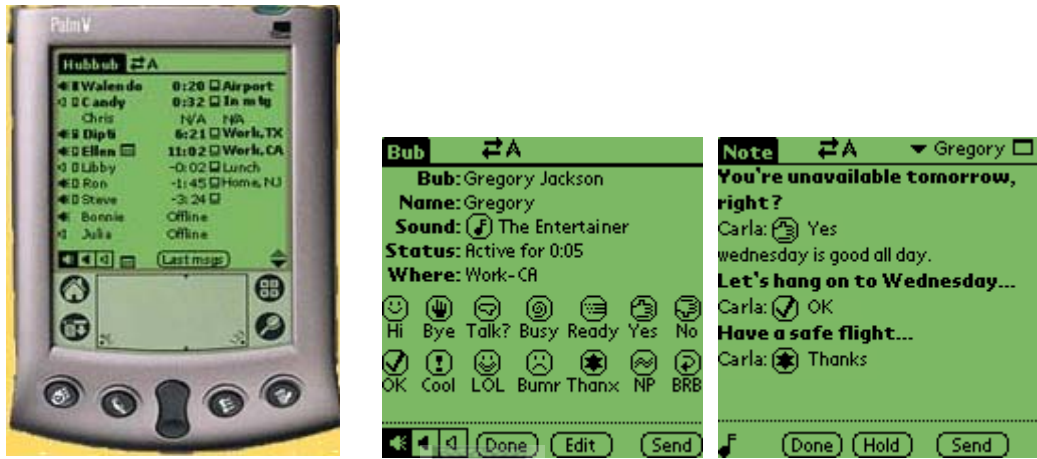 Palm V
Hubbub A
Walendo 0:20 Airport
Candy 0:32 In mtg
Chris N/A N/A
Dipti 6:21 Work, TX
Ellen 11:02 Work, CA
Libby -0:02 Lunch
Ron -1:45 Home, NJ
Steve -3:24
Bonnie Offline
Julia Offline
Last msgs
Bub A
Bub: Gregory Jackson
Name: Gregory
Sound: The Entertainer
Status: Active for 0:05
Where: Work-CA
Hi Bye Talk? Busy Ready Yes No
OK Cool LOL Bumr Thanx NP BRB
Done Edit Send
Note A Gregory
You're unavailable tomorrow,
right?
Carla: Yes
wednesday is good all day.
Let's hang on to Wednesday...
Carla: OK
Have a safe flight...
Carla: Thanks
Done Hold Send